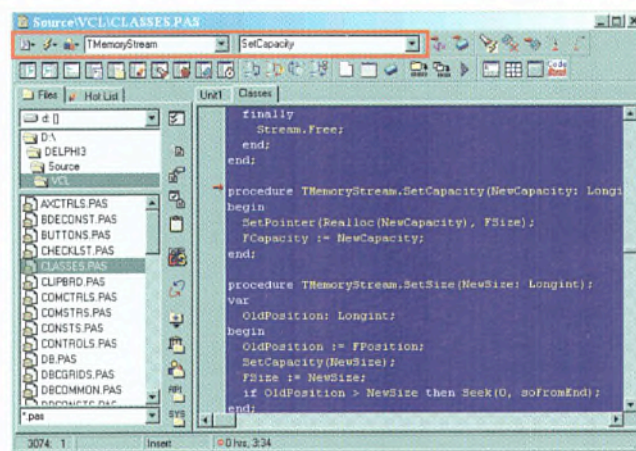 Source\VCL\CLASSES.PAS
TMemoryStream
SetCapacity
Files
Hot List
Unit1
Classes
d: []
D:\
DELPHI3
Source
VCL
AXCTRLS.PAS
BDECONST.PAS
BUTTONS.PAS
CHECKLST.PAS
CLASSES.PAS
CLIPBRD.PAS
COMCTRLS.PAS
COMSTRS.PAS
CONSTS.PAS
CONTROLS.PAS
DB.PAS
DBCGRIDS.PAS
DBCOMMON.PAS
DBCONSTS.PAS
*.pas
API
SYS
finally
Stream.Free;
end;
end;
procedure TMemoryStream.SetCapacity(NewCapacity: Longi
begin
SetPointer(Realloc(NewCapacity), FSize);
FCapacity := NewCapacity;
end;
procedure TMemoryStream.SetSize(NewSize: Longint);
var
OldPosition: Longint;
begin
OldPosition := FPosition;
SetCapacity(NewSize);
FSize := NewSize;
if OldPosition > NewSize then Seek(0, soFromEnd);
end;
3074: 1
Insert
0 hrs, 3:34